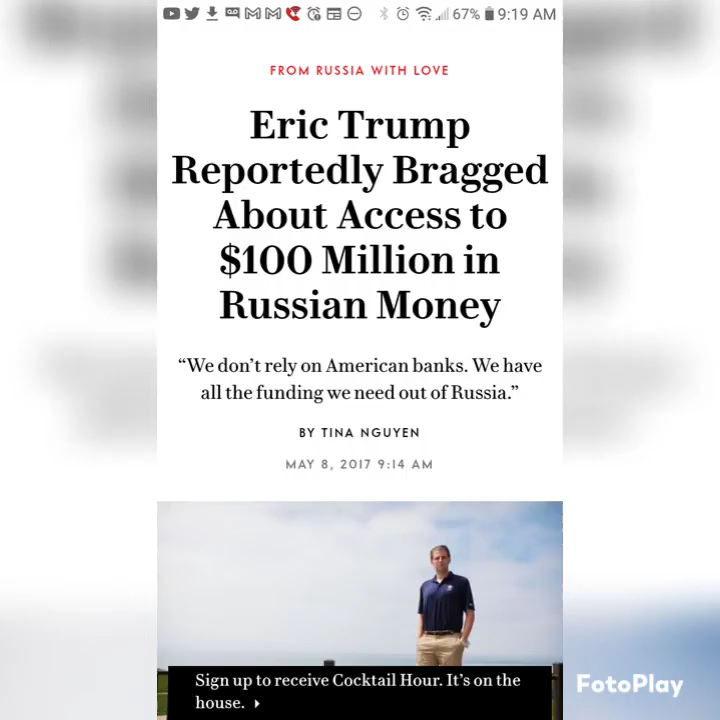 67% 9:19 AM
FROM RUSSIA WITH LOVE
Eric Trump
Reportedly Bragged
About Access to
$100 Million in
Russian Money
“We don’t rely on American banks. We have
all the funding we need out of Russia.”
BY TINA NGUYEN
MAY 8, 2017 9:14 AM
Sign up to receive Cocktail Hour. It’s on the
house.
FotoPlay